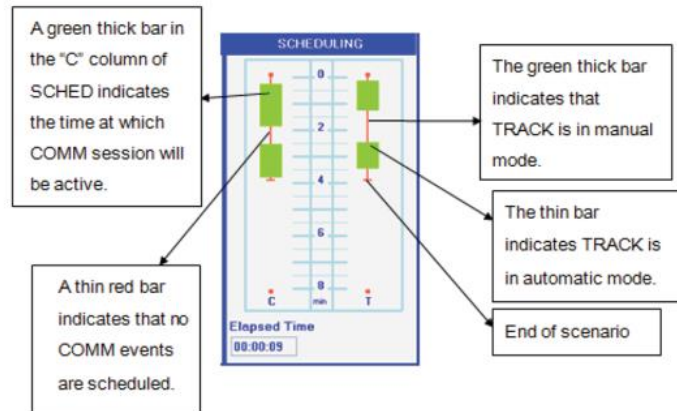 A green thick bar in
the “C” column of
SCHED indicates
the time at which
COMM session will
be active.
A thin red bar
indicates that no
COMM events
are scheduled.
SCHEDULING
0
2
4
6
8
C min T
Elapsed Time
00:00:09
The green thick bar
indicates that
TRACK is in manual
mode.
The thin bar
indicates TRACK is
in automatic mode.
End of scenario